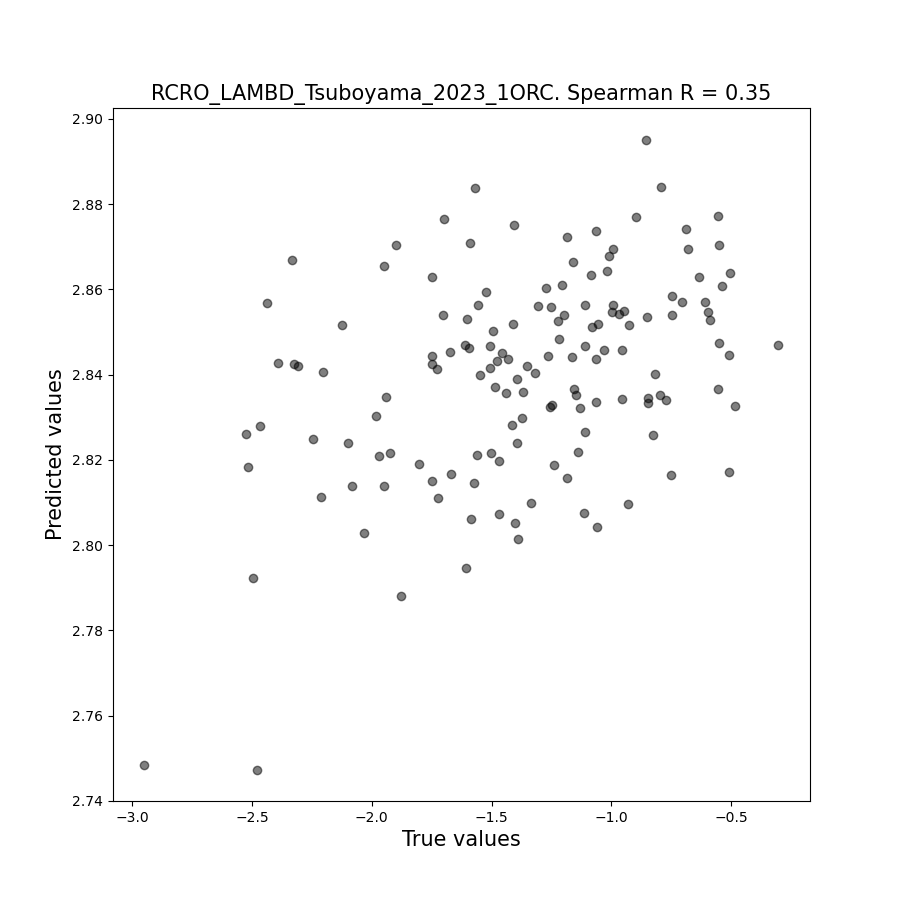 RCRO_LAMBD_Tsuboyama_2023_1ORC. Spearman R = 0.35
2.90
2.88
2.86
2.84
2.82
2.80
2.78
2.76
2.74
Predicted values
−3.0 −2.5 −2.0 −1.5 −1.0 −0.5
True values